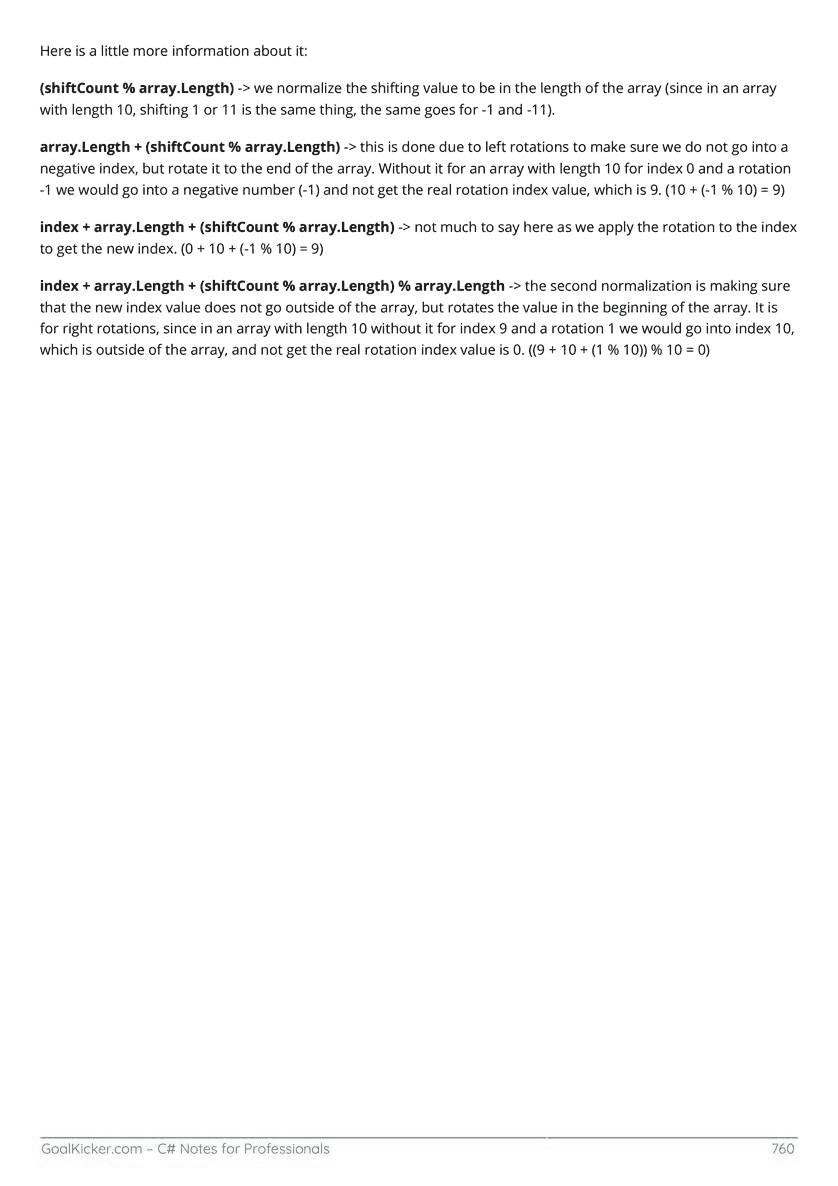 Here is a little more information about it:
(shiftCount % array.Length) -> we normalize the shifting value to be in the length of the array (since in an array
with length 10, shifting 1 or 11 is the same thing, the same goes for -1 and -11).
array.Length + (shiftCount % array.Length) -> this is done due to left rotations to make sure we do not go into a
negative index, but rotate it to the end of the array. Without it for an array with length 10 for index 0 and a rotation
-1 we would go into a negative number (-1) and not get the real rotation index value, which is 9. (10 + (-1 % 10) = 9)
index + array.Length + (shiftCount % array.Length) -> not much to say here as we apply the rotation to the index
to get the new index. (0 + 10 + (-1 % 10) = 9)
index + array.Length + (shiftCount % array.Length) % array.Length -> the second normalization is making sure
that the new index value does not go outside of the array, but rotates the value in the beginning of the array. It is
for right rotations, since in an array with length 10 without it for index 9 and a rotation 1 we would go into index 10,
which is outside of the array, and not get the real rotation index value is 0. ((9 + 10 + (1 % 10)) % 10 = 0)
GoalKicker.com – C# Notes for Professionals
760